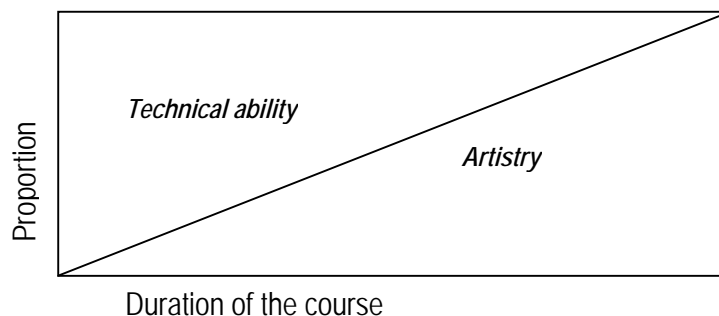 Technical ability
Artistry
Proportion
Duration of the course